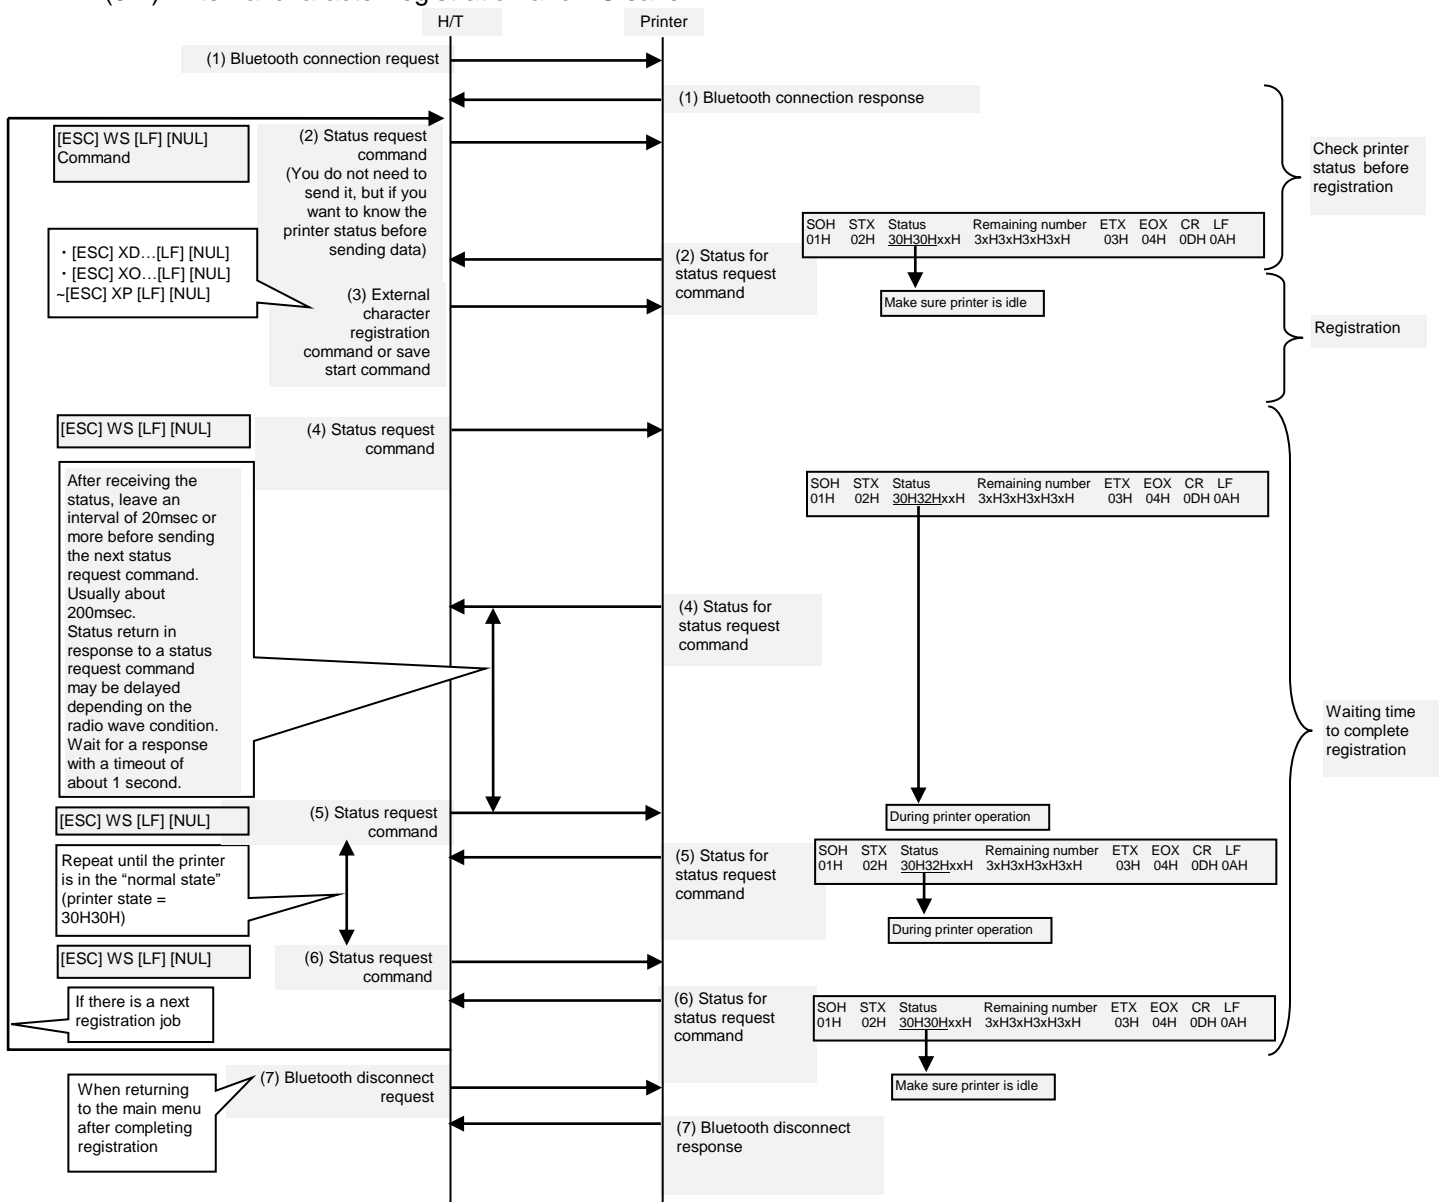 H/T
Printer
(1) Bluetooth connection request
(1) Bluetooth connection response
[ESC] WS [LF] [NUL]
Command
(2) Status request
command
(You do not need to
send it, but if you
want to know the
printer status before
sending data)
Check printer
status before
registration
SOH STX Status Remaining number ETX EOX CR LF
01H 02H 30H30HxxH 3xH3xH3xH3xH 03H 04H 0DH 0AH
・[ESC] XD…[LF] [NUL]
・[ESC] XO…[LF] [NUL]
~[ESC] XP [LF] [NUL]
(2) Status for
status request
command
Make sure printer is idle
(3) External
character
registration
command or save
start command
Registration
[ESC] WS [LF] [NUL]
(4) Status request
command
After receiving the
status, leave an
interval of 20msec or
more before sending
the next status
request command.
Usually about
200msec.
Status return in
response to a status
request command
may be delayed
depending on the
radio wave condition.
Wait for a response
with a timeout of
about 1 second.
SOH STX Status Remaining number ETX EOX CR LF
01H 02H 30H32HxxH 3xH3xH3xH3xH 03H 04H 0DH 0AH
(4) Status for
status request
command
Waiting time
to complete
registration
During printer operation
[ESC] WS [LF] [NUL]
(5) Status request
command
Repeat until the printer
is in the “normal state”
(printer state =
30H30H)
(5) Status for
status request
command
SOH STX Status Remaining number ETX EOX CR LF
01H 02H 30H32HxxH 3xH3xH3xH3xH 03H 04H 0DH 0AH
During printer operation
[ESC] WS [LF] [NUL]
(6) Status request
command
If there is a next
registration job
(6) Status for
status request
command
SOH STX Status Remaining number ETX EOX CR LF
01H 02H 30H30HxxH 3xH3xH3xH3xH 03H 04H 0DH 0AH
Make sure printer is idle
When returning
to the main menu
after completing
registration
(7) Bluetooth disconnect
request
(7) Bluetooth disconnect
response